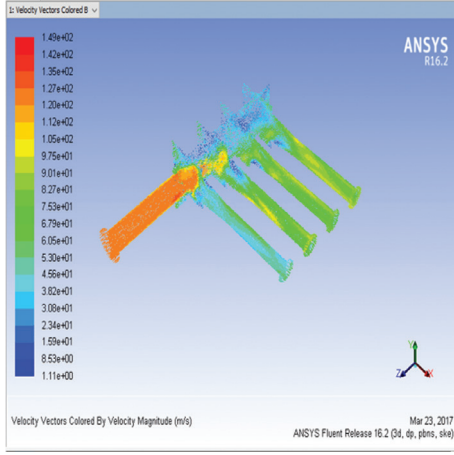 1: Velocity Vectors Colored B
ANSYS
R16.2
1.49e+02
1.42e+02
1.35e+02
1.27e+02
1.20e+02
1.12e+02
1.05e+02
9.75e+01
9.01e+01
8.27e+01
7.53e+01
6.79e+01
6.05e+01
5.30e+01
4.56e+01
3.82e+01
3.08e+01
2.34e+01
1.59e+01
8.53e+00
1.11e+00
Y
Z
X
Velocity Vectors Colored By Velocity Magnitude (m/s)
Mar 23, 2017
ANSYS Fluent Release 16.2 (3d, dp, pbns, ske)